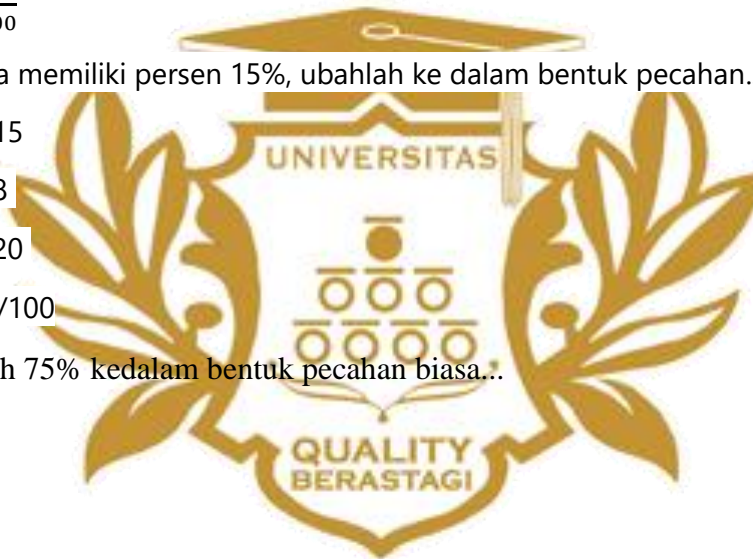 00
a memiliki persen 15%, ubahlah ke dalam bentuk pecahan.
15
3
20
/100
h 75% kedalam bentuk pecahan biasa...
UNIVERSITAS
QUALITY
BERASTAGI